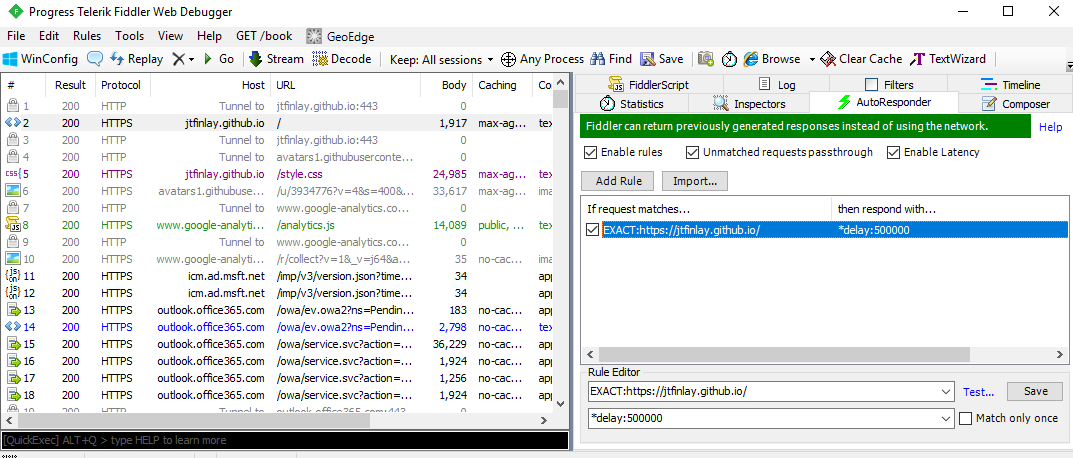 Progress Telerik Fiddler Web Debugger
File Edit Rules Tools View Help GET /book GeoEdge
WinConfig Replay Go Stream Decode Keep: All sessions Any Process Find Save Browse Clear Cache TextWizard
# Result Protocol Host URL Body Caching Co
1 200 HTTP Tunnel to jtfinlay.github.io:443 0
2 200 HTTPS jtfinlay.github.io / 1,917 max-ag... tex
3 200 HTTP Tunnel to jtfinlay.github.io:443 0
4 200 HTTP Tunnel to avatars1.githubuserconte... 0
5 200 HTTPS jtfinlay.github.io /style.css 24,985 max-ag... tex
6 200 HTTPS avatars1.githubuse... /u/3934776?v=4&s=400&... 33,617 max-ag... ima
7 200 HTTP Tunnel to www.google-analytics.co... 0
8 200 HTTPS www.google-analyti... /analytics.js 14,089 public, ... tex
9 200 HTTP Tunnel to www.google-analytics.co... 0
10 200 HTTPS www.google-analyti... /r/collect?v=1&_v=j64&a... 35 no-cac... ima
11 200 HTTPS icm.ad.msft.net /imp/v3/version.json?time... 34 app
12 200 HTTPS icm.ad.msft.net /imp/v3/version.json?time... 34 app
13 200 HTTPS outlook.office365.com /owa/ev.owa2?ns=Pendin... 183 no-cac... app
14 200 HTTPS outlook.office365.com /owa/ev.owa2?ns=Pendin... 2,798 no-cac... tex
15 200 HTTPS outlook.office365.com /owa/service.svc?action=... 36,229 no-cac... app
16 200 HTTPS outlook.office365.com /owa/service.svc?action=... 1,924 no-cac... app
17 200 HTTPS outlook.office365.com /owa/service.svc?action=... 1,256 no-cac... app
18 200 HTTPS outlook.office365.com /owa/service.svc?action=... 1,924 no-cac... app
19 200 HTTP Tunnel to outlook.office365.com:443 0
[QuickExec] ALT+Q > type HELP to learn more
FiddlerScript Log Filters Timeline
Statistics Inspectors AutoResponder Composer
Fiddler can return previously generated responses instead of using the network. Help
Enable rules Unmatched requests passthrough Enable Latency
Add Rule Import...
If request matches... then respond with...
EXACT:https://jtfinlay.github.io/ *delay:500000
Rule Editor
EXACT:https://jtfinlay.github.io/ Test... Save
*delay:500000 Match only once